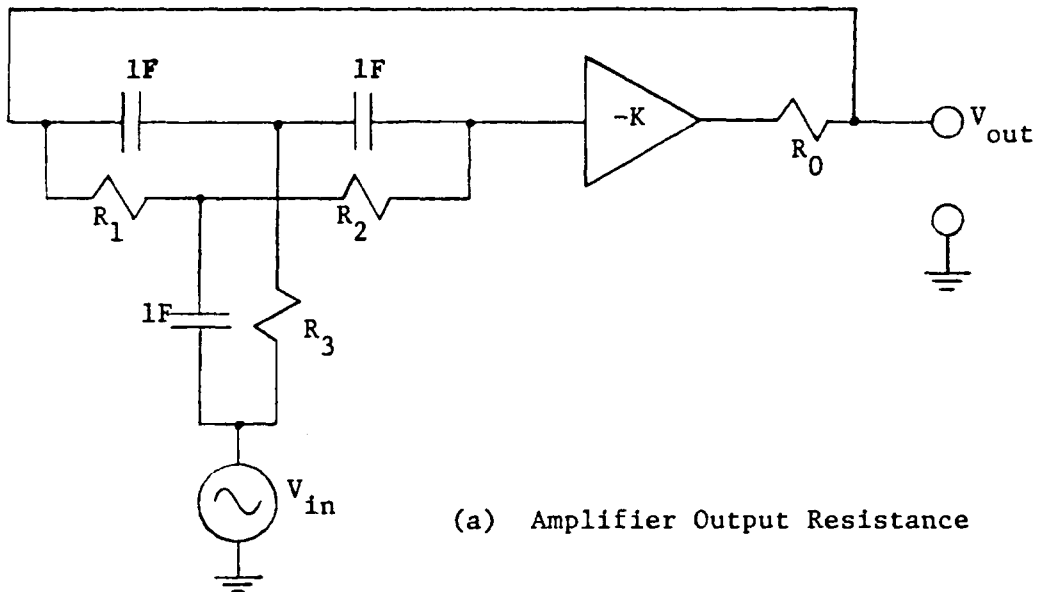 1F
1F
-K
R0
Vout
R1
R2
1F
R3
Vin
(a) Amplifier Output Resistance